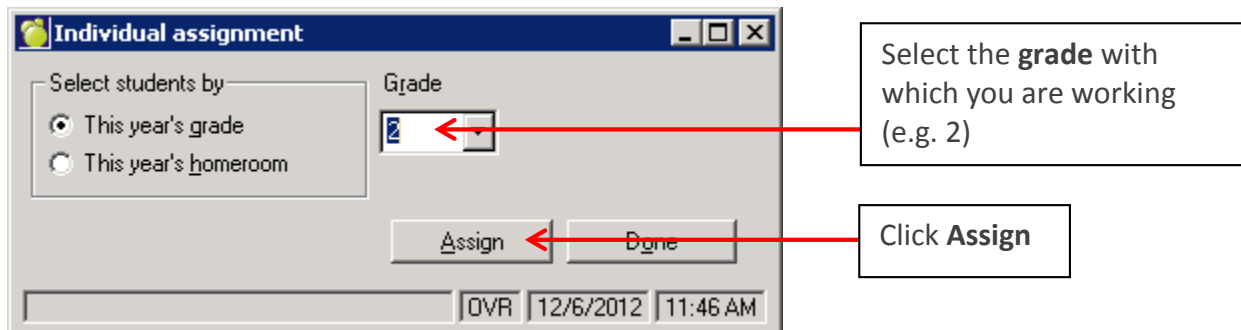 Individual assignment
Select students by
This year's grade
This year's homeroom
Grade
2
Assign
Done
OVR
12/6/2012
11:46 AM
Select the grade with
which you are working
(e.g. 2)
Click Assign